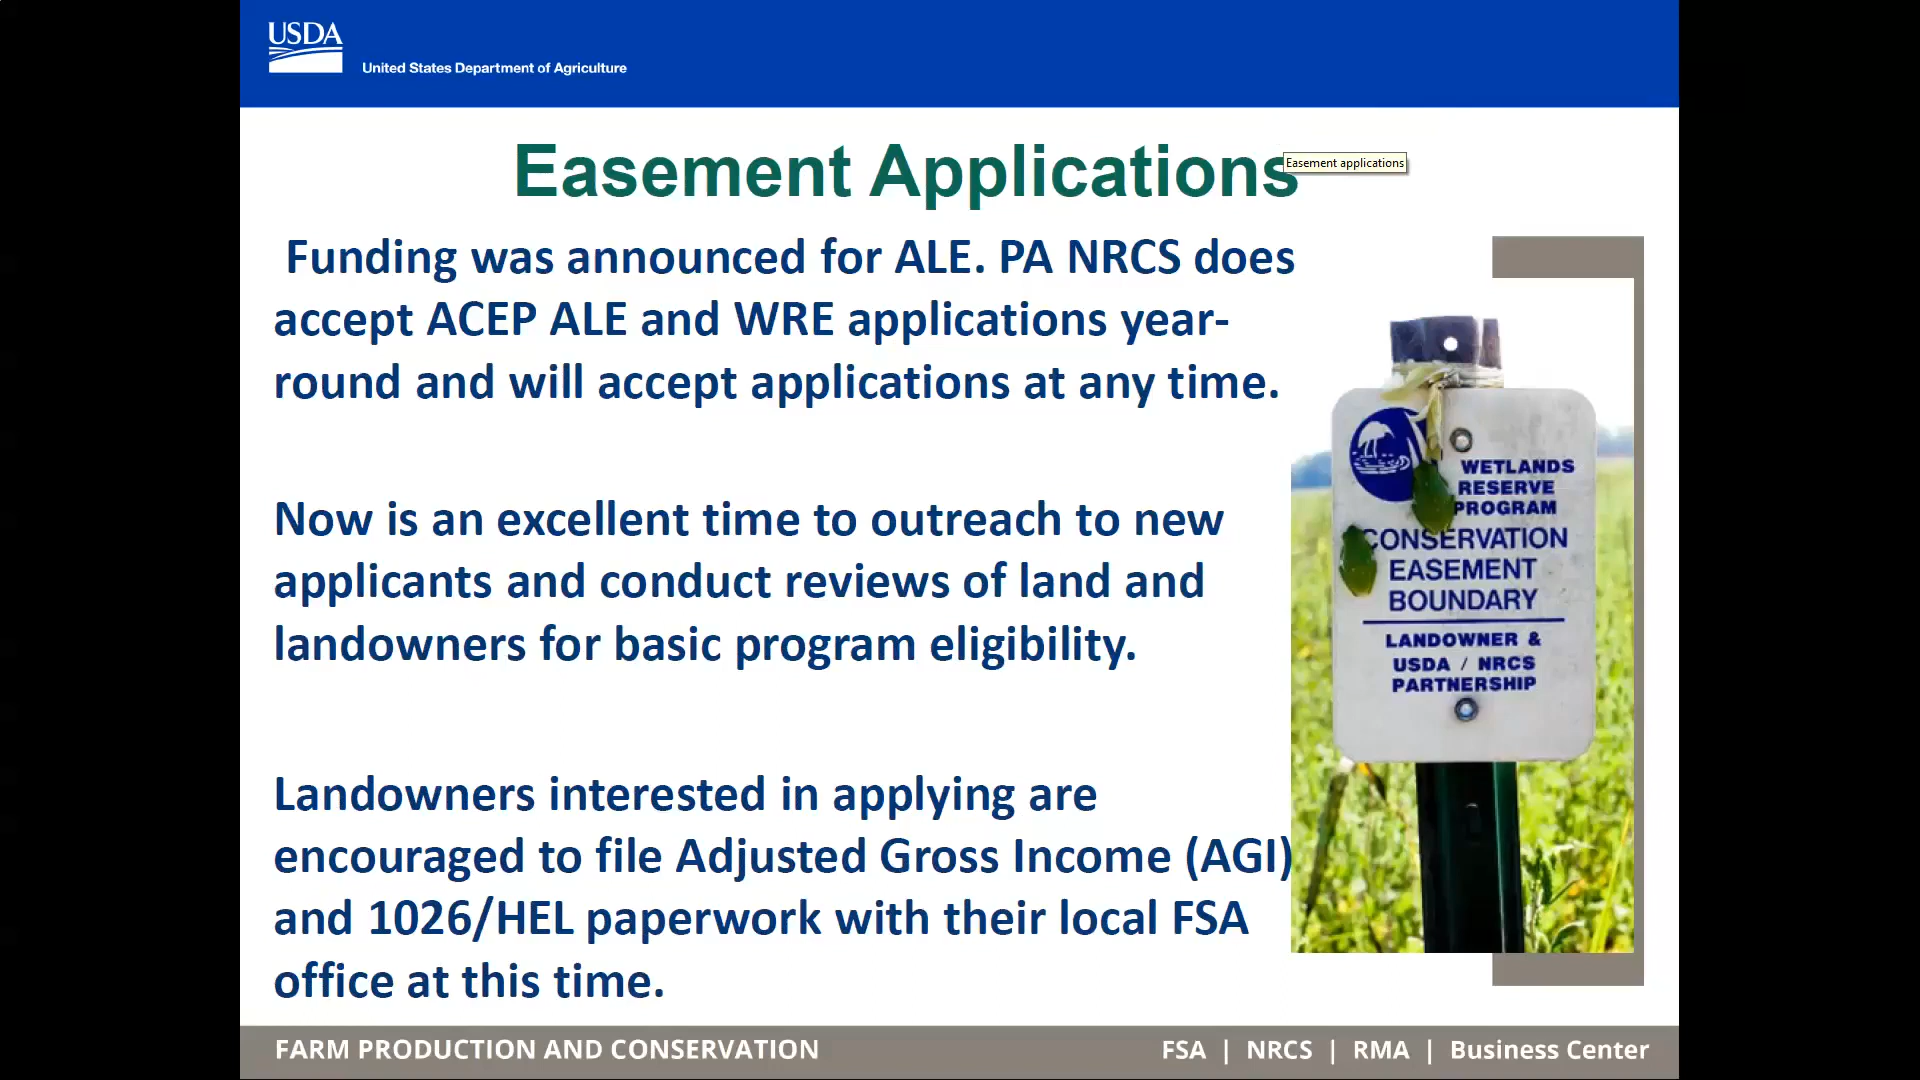 USDA
United States Department of Agriculture
Easement Applications
Easement applications
Funding was announced for ALE. PA NRCS does
accept ACEP ALE and WRE applications year-
round and will accept applications at any time.
Now is an excellent time to outreach to new
applicants and conduct reviews of land and
landowners for basic program eligibility.
Landowners interested in applying are
encouraged to file Adjusted Gross Income (AGI)
and 1026/HEL paperwork with their local FSA
office at this time.
WETLANDS
RESERVE
PROGRAM
CONSERVATION
EASEMENT
BOUNDARY
LANDOWNER &
USDA / NRCS
PARTNERSHIP
FARM PRODUCTION AND CONSERVATION
FSA | NRCS | RMA | Business Center